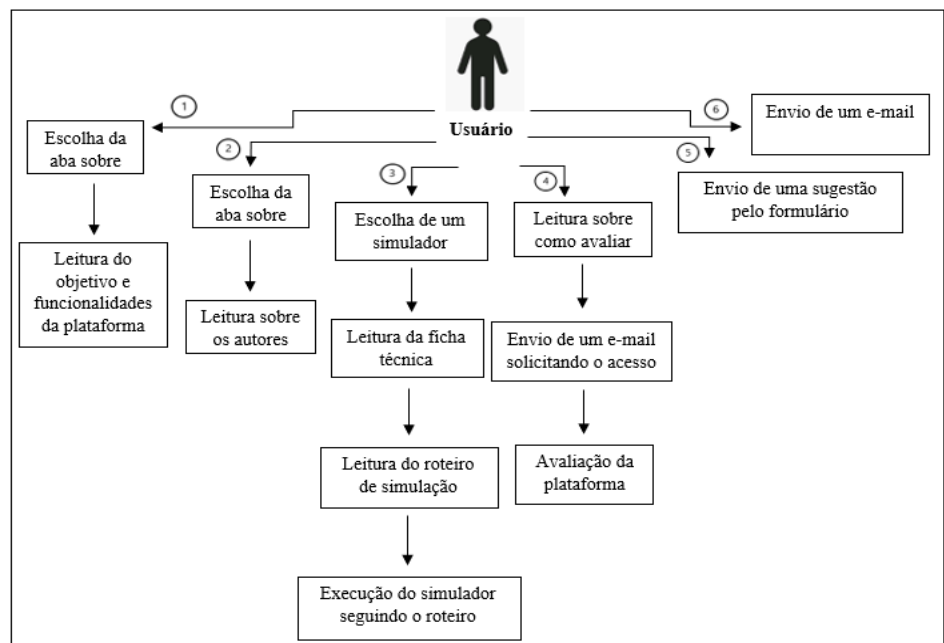 Usuário
1
Escolha da
aba sobre
Leitura do
objetivo e
funcionalidades
da plataforma
2
Escolha da
aba sobre
Leitura sobre
os autores
3
Escolha de um
simulador
Leitura da ficha
técnica
Leitura do roteiro
de simulação
Execução do simulador
seguindo o roteiro
4
Leitura sobre
como avaliar
Envio de um e-mail
solicitando o acesso
Avaliação da
plataforma
5
Envio de uma sugestão
pelo formulário
6
Envio de um e-mail